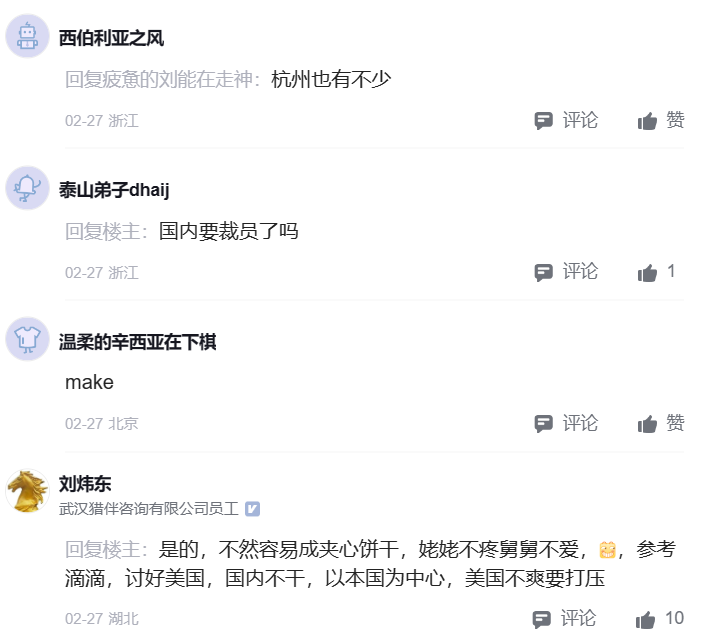 西伯利亚之风
回复疲惫的刘能在走神：杭州也有不少
02-27 浙江 评论 赞
泰山弟子dhaij
回复楼主：国内要裁员了吗
02-27 浙江 评论 1
温柔的辛西亚在下棋
make
02-27 北京 评论 赞
刘炜东
武汉猎伴咨询有限公司员工 V
回复楼主：是的，不然容易成夹心饼干，姥姥不疼舅舅不爱，😁，参考
滴滴，讨好美国，国内不干，以本国为中心，美国不爽要打压
02-27 湖北 评论 10